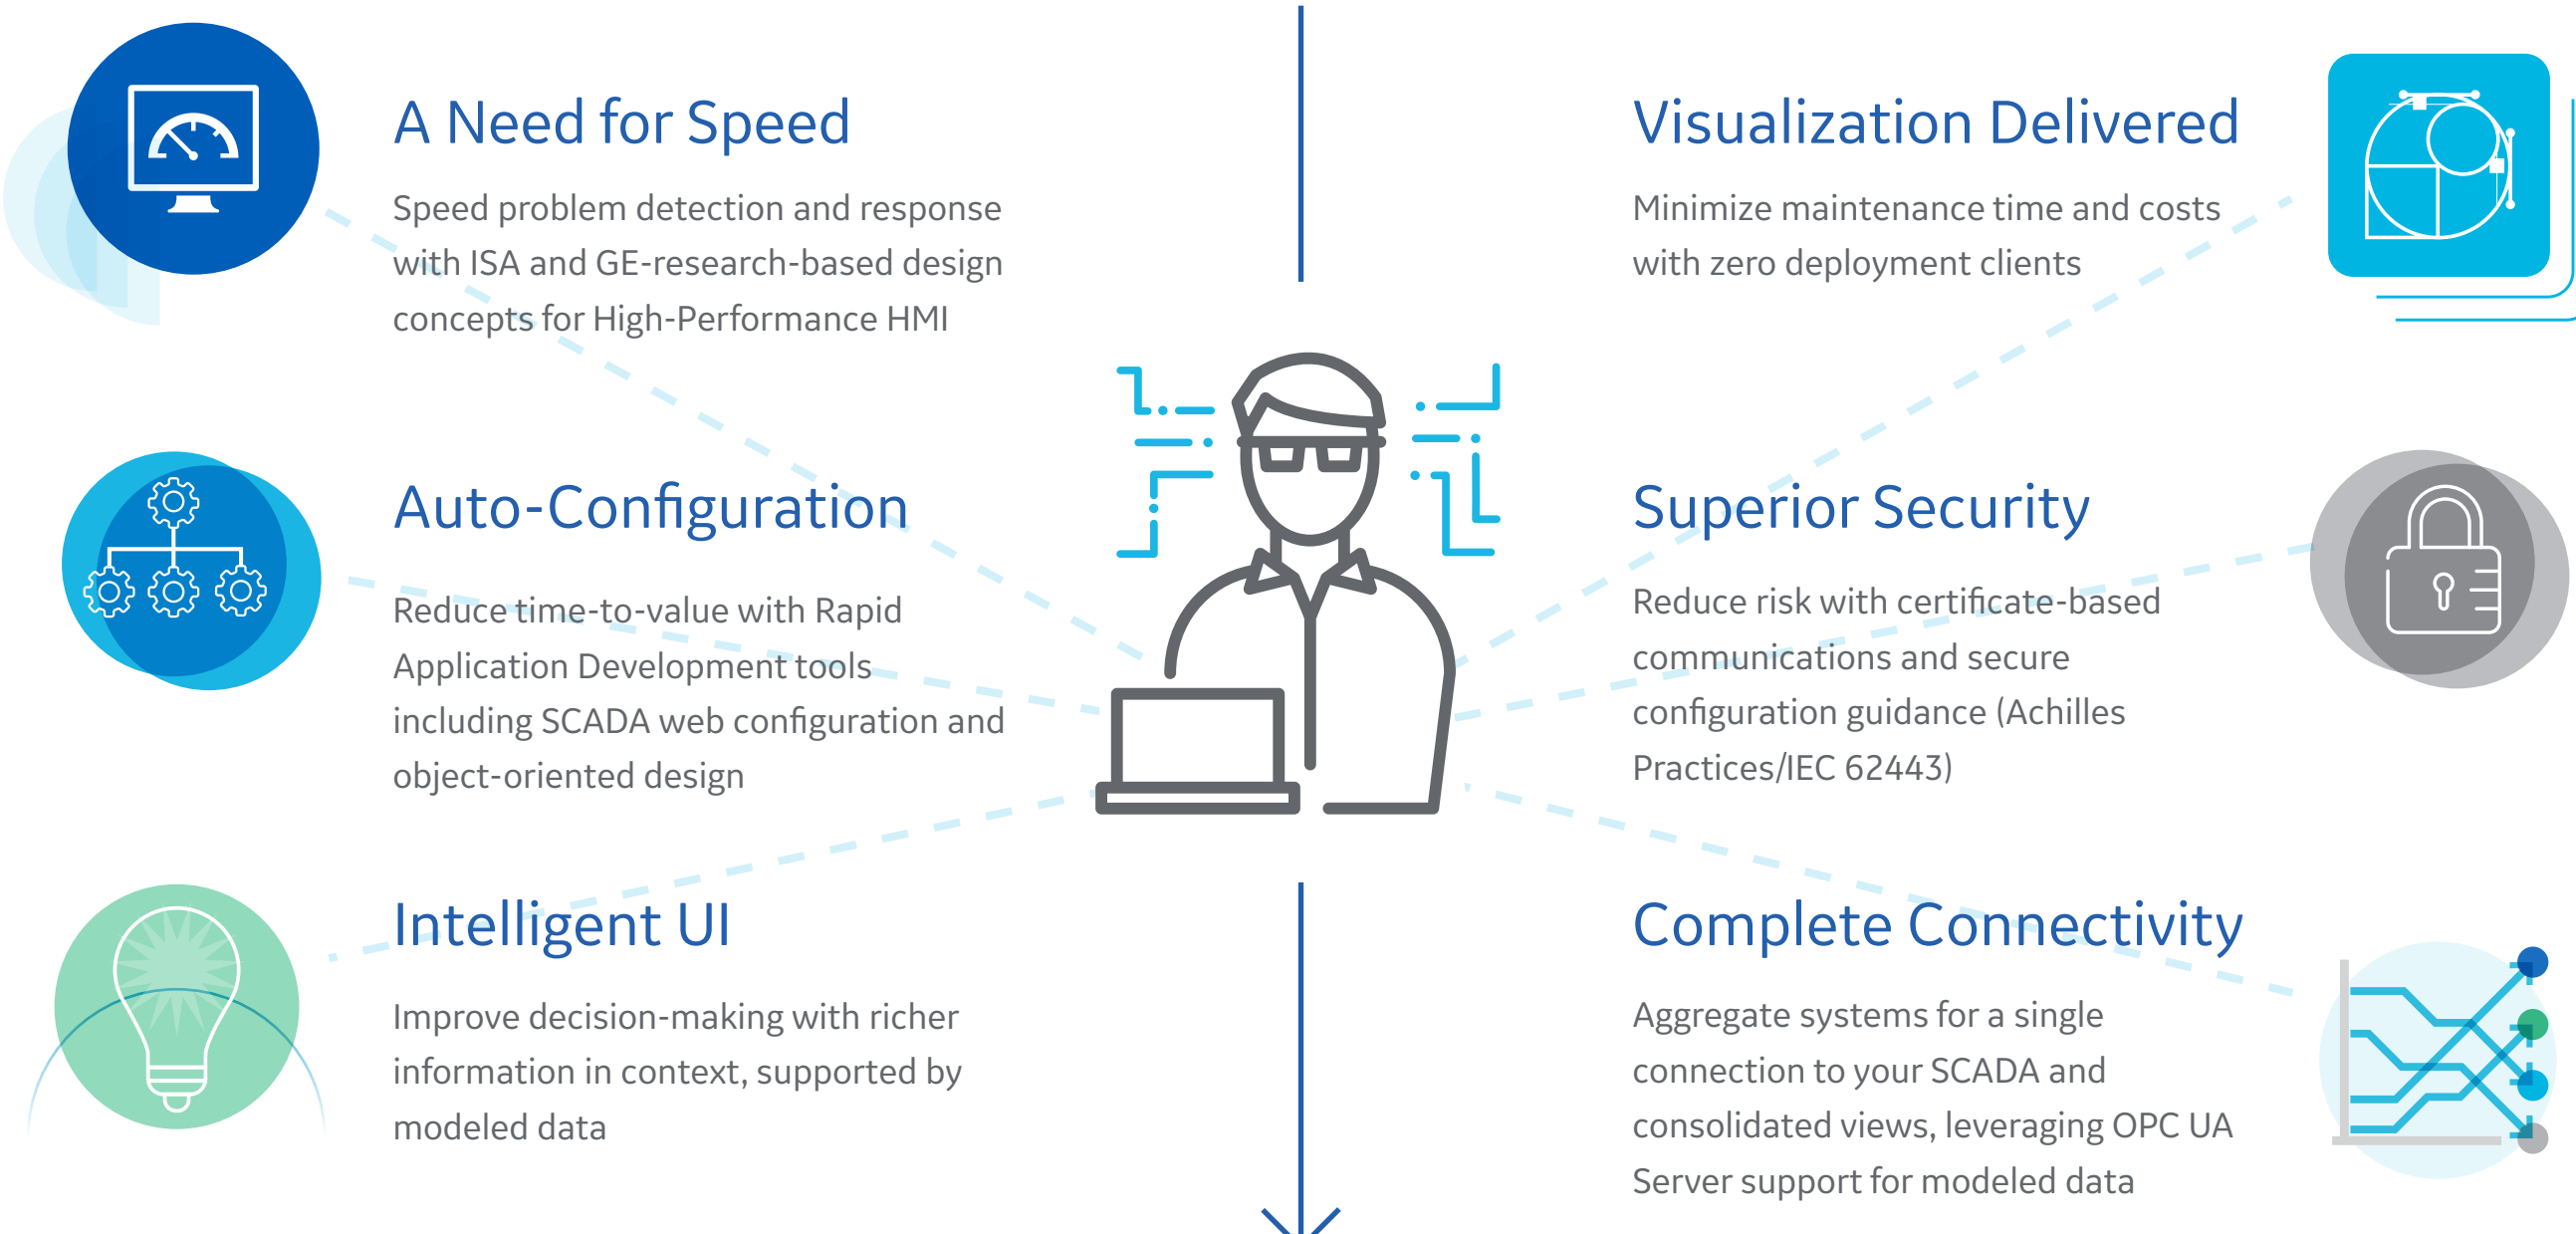 A Need for Speed
Speed problem detection and response
with ISA and GE-research-based design
concepts for High-Performance HMI
Auto-Configuration
Reduce time-to-value with Rapid
Application Development tools
including SCADA web configuration and
object-oriented design
Intelligent UI
Improve decision-making with richer
information in context, supported by
modeled data
Visualization Delivered
Minimize maintenance time and costs
with zero deployment clients
Superior Security
Reduce risk with certificate-based
communications and secure
configuration guidance (Achilles
Practices/IEC 62443)
Complete Connectivity
Aggregate systems for a single
connection to your SCADA and
consolidated views, leveraging OPC UA
Server support for modeled data